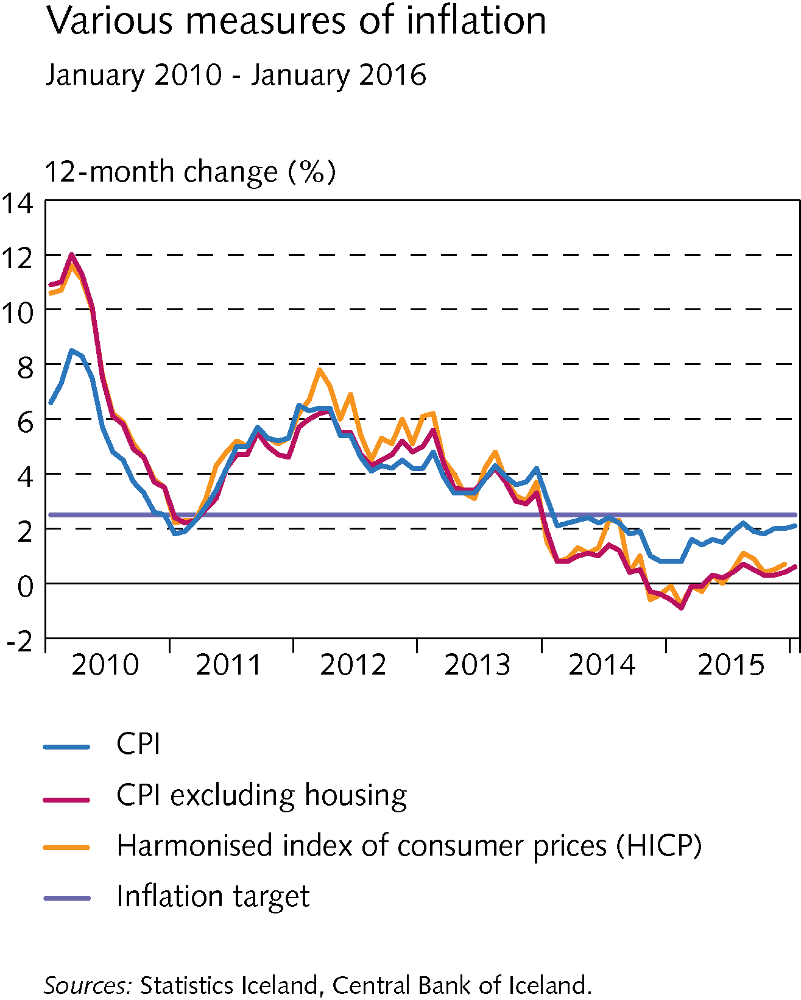 Various measures of inflation
January 2010 - January 2016
12-month change (%)
14
12
10
8
6
4
2
0
-2
2010 2011 2012 2013 2014 2015
CPI
CPI excluding housing
Harmonised index of consumer prices (HICP)
Inflation target
Sources: Statistics Iceland, Central Bank of Iceland.